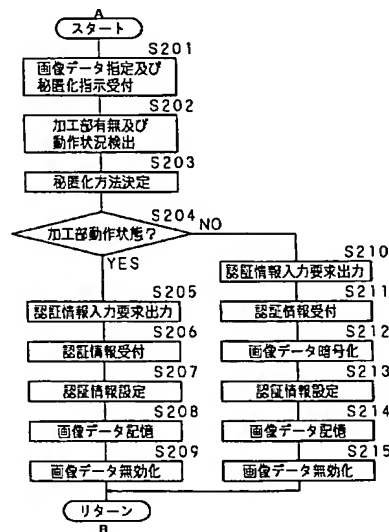 A
スタート
S201
画像データ指定及び
秘匿化指示受付
S202
加工部有無及び
動作状況検出
S203
秘匿化方法決定
S204
加工部動作状態?
NO
YES
S205
認証情報入力要求出力
S206
認証情報受付
S207
認証情報設定
S208
画像データ記憶
S209
画像データ無効化
S210
認証情報入力要求出力
S211
認証情報受付
S212
画像データ暗号化
S213
認証情報設定
S214
画像データ記憶
S215
画像データ無効化
リターン
B